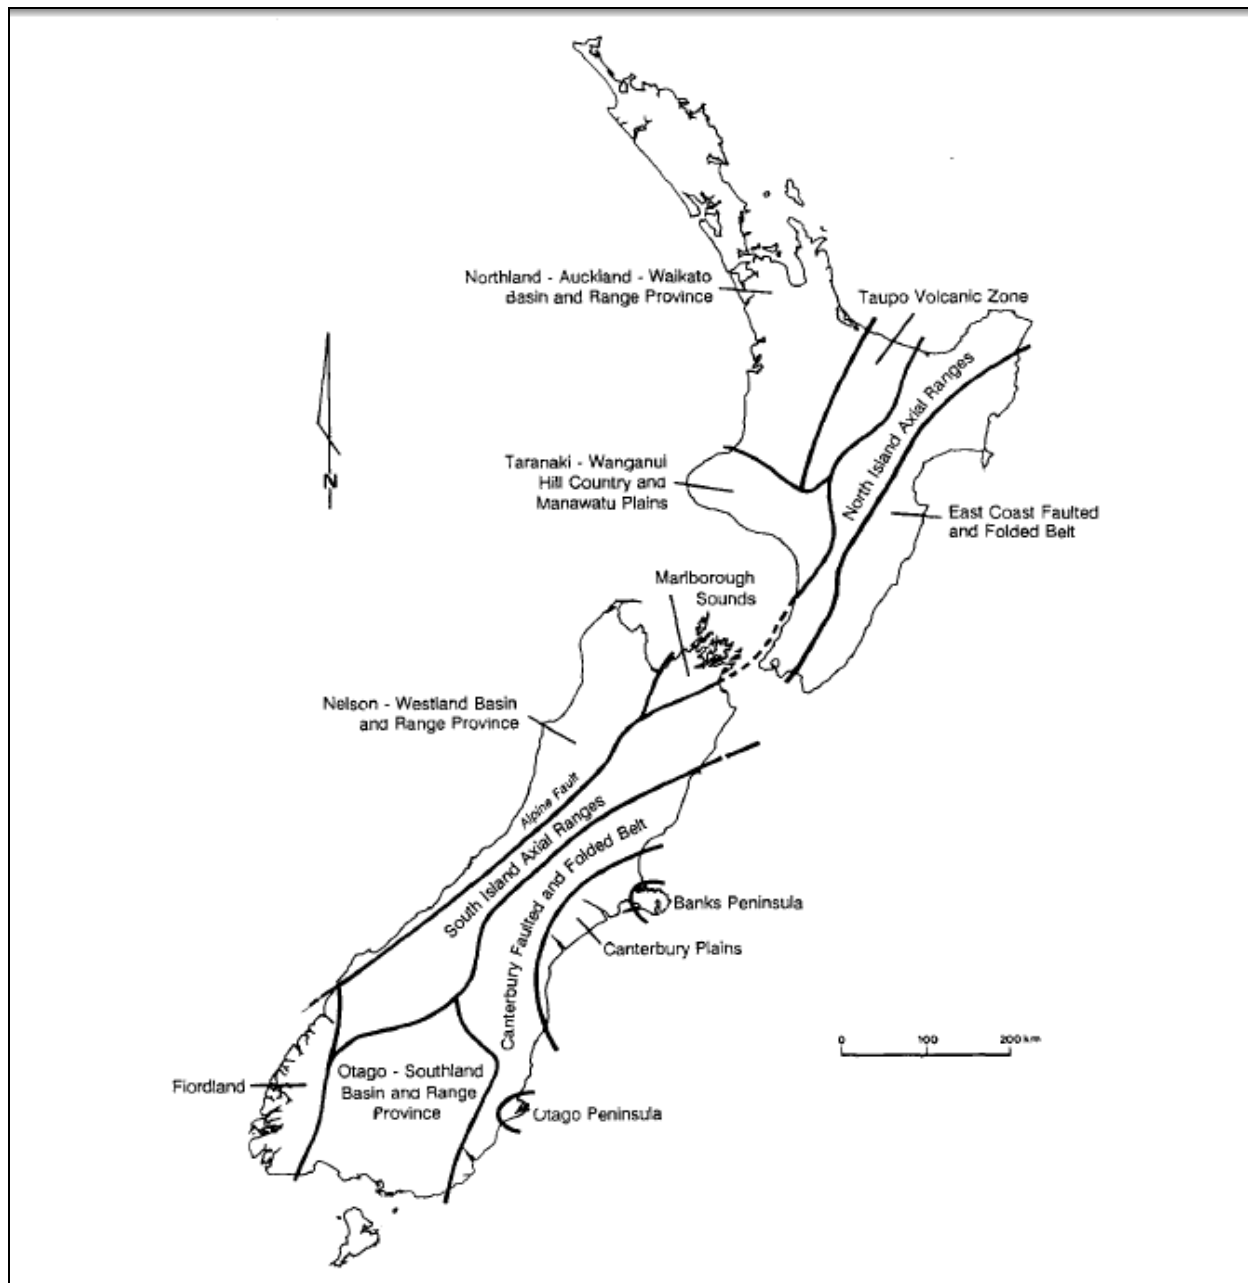 Northland - Auckland - Waikato
Basin and Range Province
Taupo Volcanic Zone
North Island Axial Ranges
Taranaki - Wanganui
Hill Country and
Manawatu Plains
N
East Coast Faulted
and Folded Belt
Marlborough
Sounds
Nelson - Westland Basin
and Range Province
Alpine Fault
South Island Axial Ranges
Canterbury Faulted and Folded Belt
Banks Peninsula
Canterbury Plains
0 100 200 km
Fiordland
Otago - Southland
Basin and Range
Province
Otago Peninsula